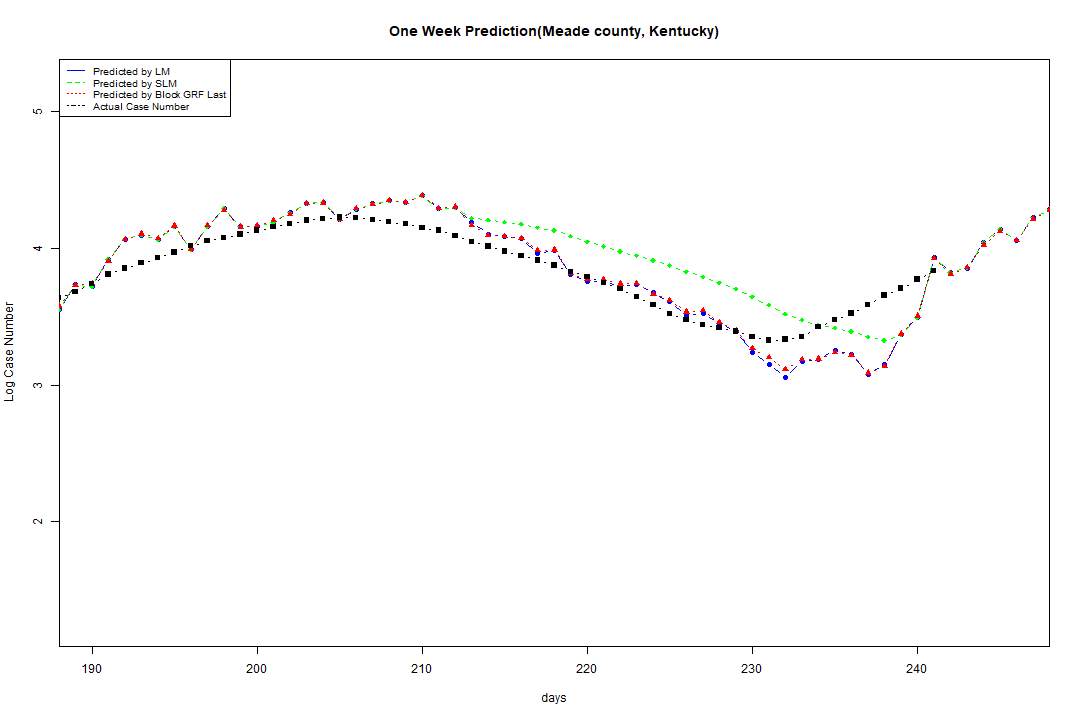 One Week Prediction(Meade county, Kentucky)
Predicted by LM
Predicted by SLM
Predicted by Block GRF Last
Actual Case Number
5
4
3
2
Log Case Number
190 200 210 220 230 240
days